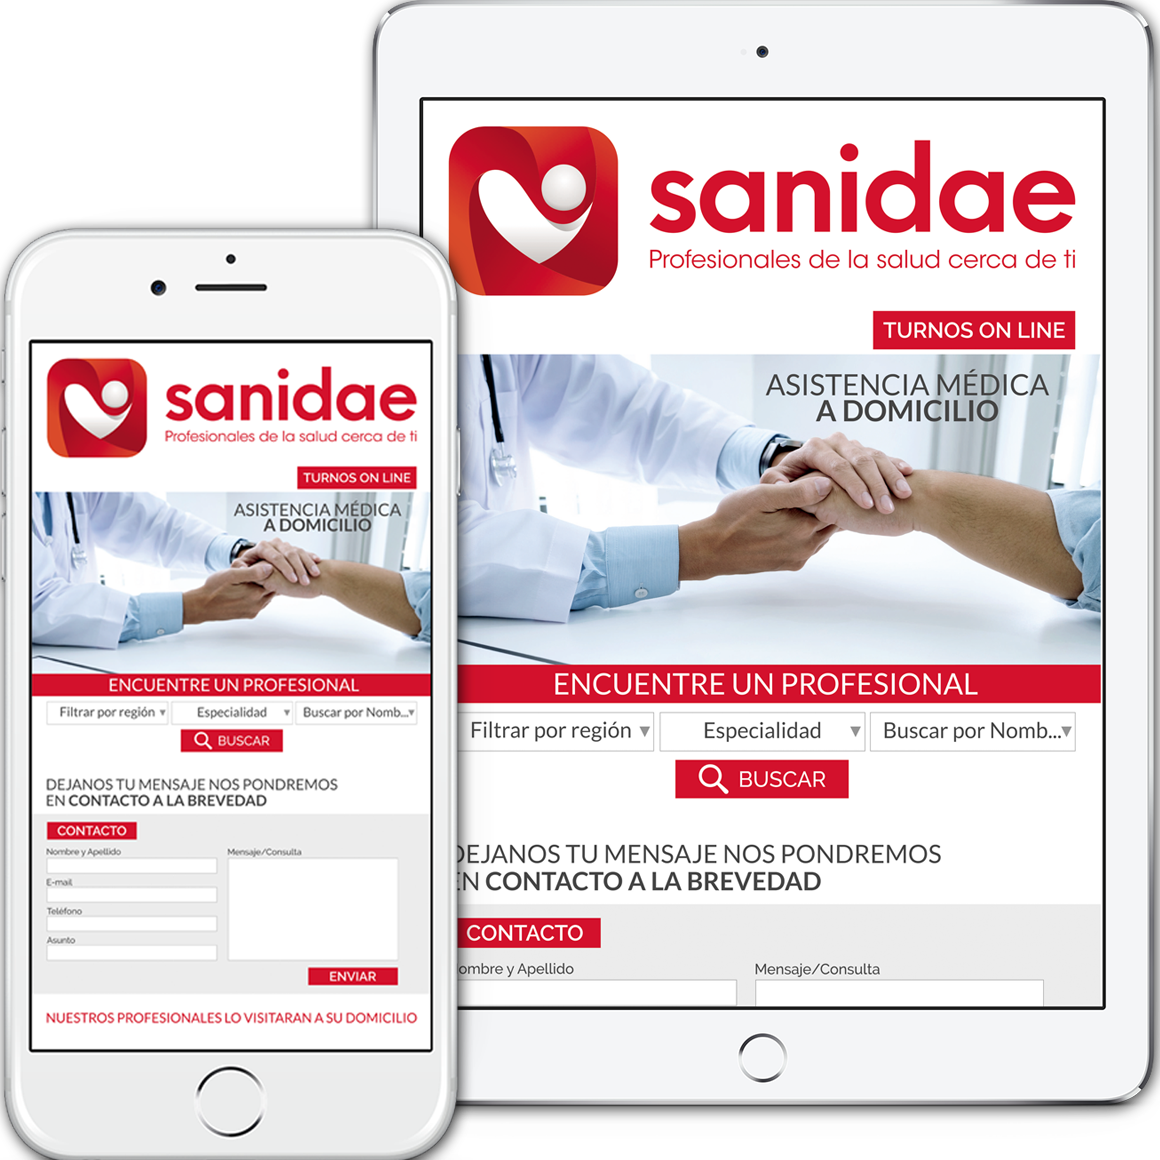 sanidae
Profesionales de la salud cerca de ti
TURNOS ON LINE
ASISTENCIA MÉDICA
A DOMICILIO
ENCUENTRE UN PROFESIONAL
Filtrar por región
Especialidad
Buscar por Nomb...
BUSCAR
DEJANOS TU MENSAJE NOS PONDREMOS
EN CONTACTO A LA BREVEDAD
CONTACTO
Nombre y Apellido
Mensaje/Consulta
E-mail
Teléfono
Asunto
ENVIAR
NUESTROS PROFESIONALES LO VISITARAN A SU DOMICILIO
sanidae
Profesionales de la salud cerca de ti
TURNOS ON LINE
ASISTENCIA MÉDICA
A DOMICILIO
ENCUENTRE UN PROFESIONAL
Filtrar por región
Especialidad
Buscar por Nomb...
BUSCAR
DEJANOS TU MENSAJE NOS PONDREMOS
EN CONTACTO A LA BREVEDAD
CONTACTO
ombre y Apellido
Mensaje/Consulta